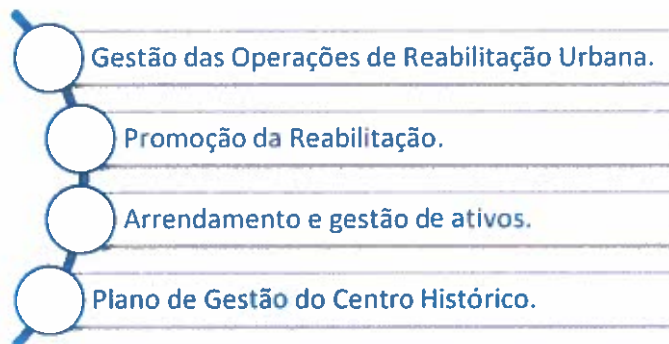 Gestão das Operações de Reabilitação Urbana.
Promoção da Reabilitação.
Arrendamento e gestão de ativos.
Plano de Gestão do Centro Histórico.